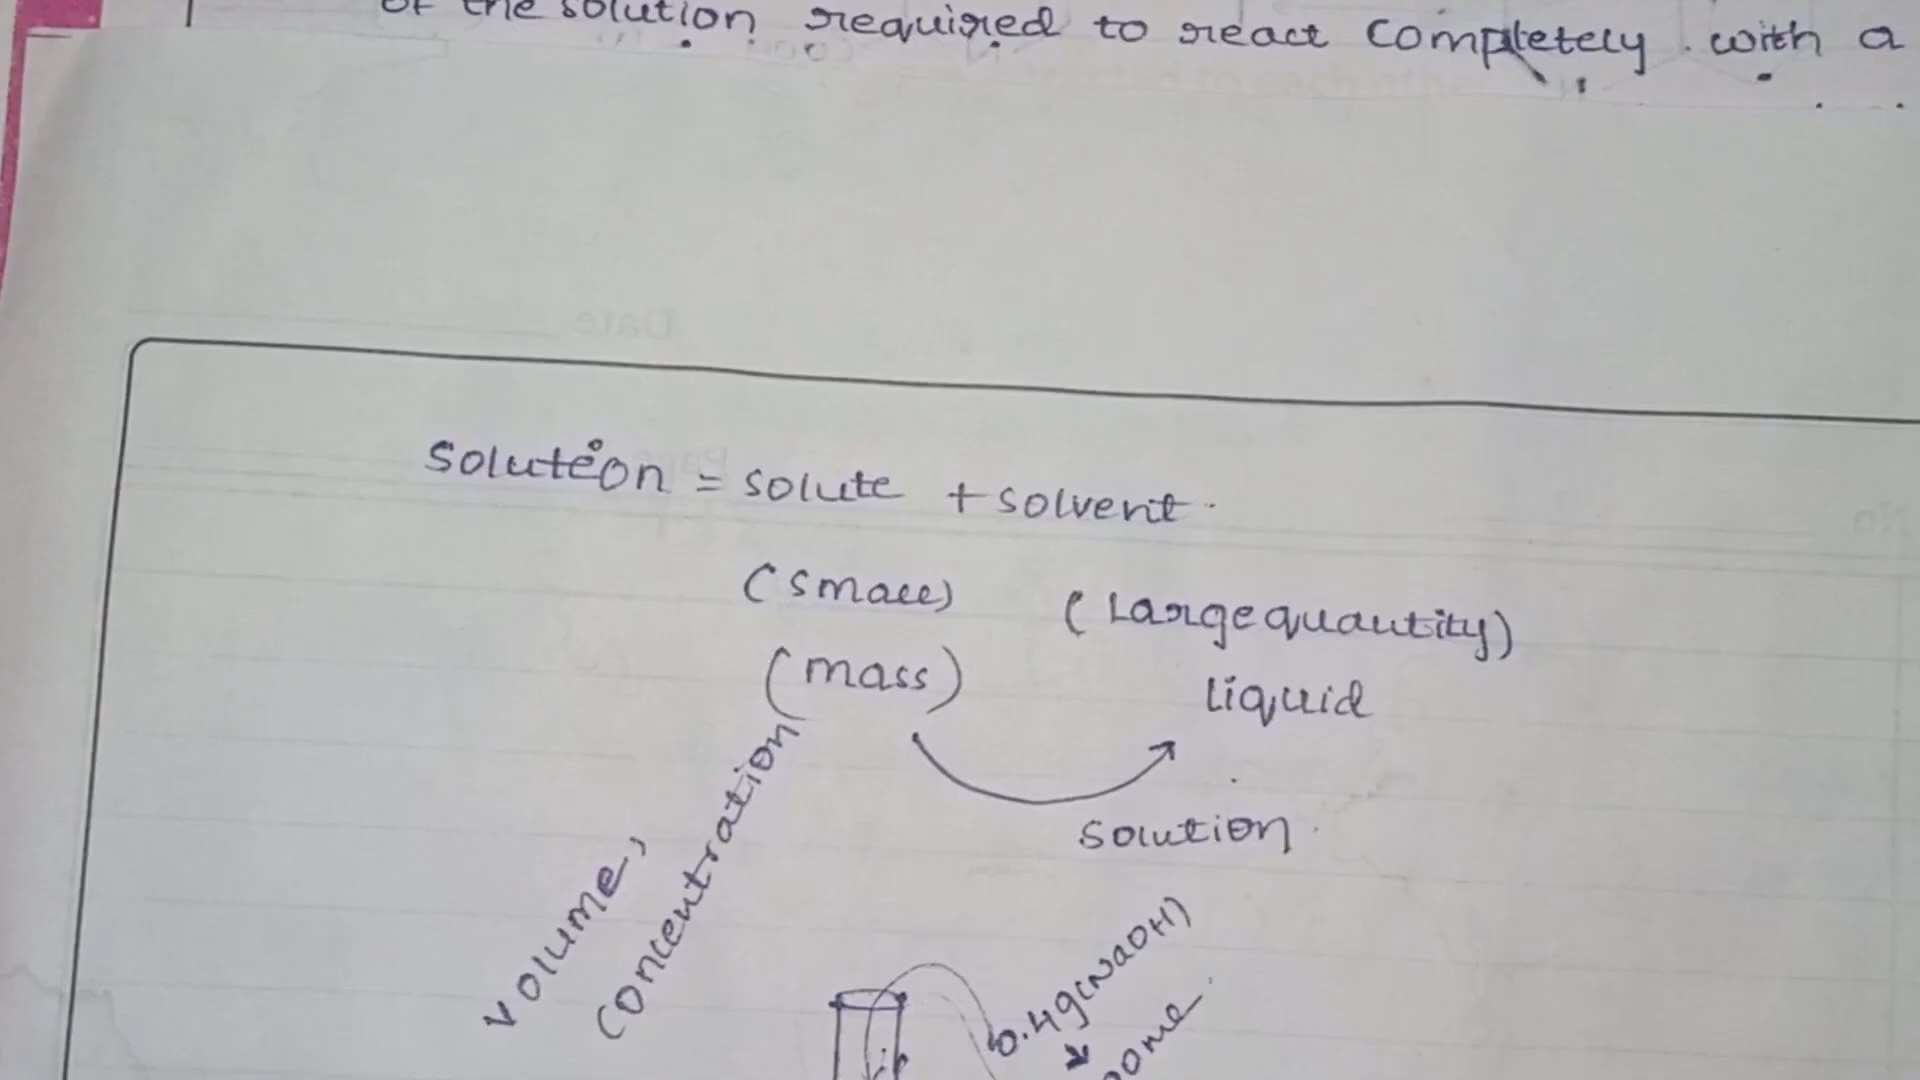 of the solution required to react completely with a
solution = solute + solvent.
(small) (Large quantity)
(mass) liquid
solution
volume,
concentration
0.4g(NaOH)